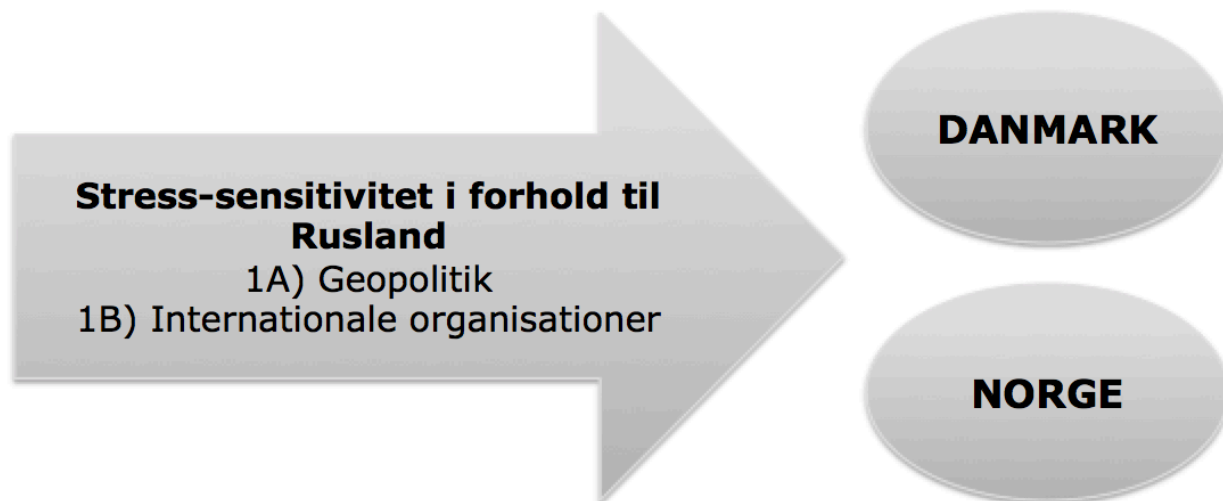 Stress-sensitivitet i forhold til
Rusland
1A) Geopolitik
1B) Internationale organisationer
DANMARK
NORGE